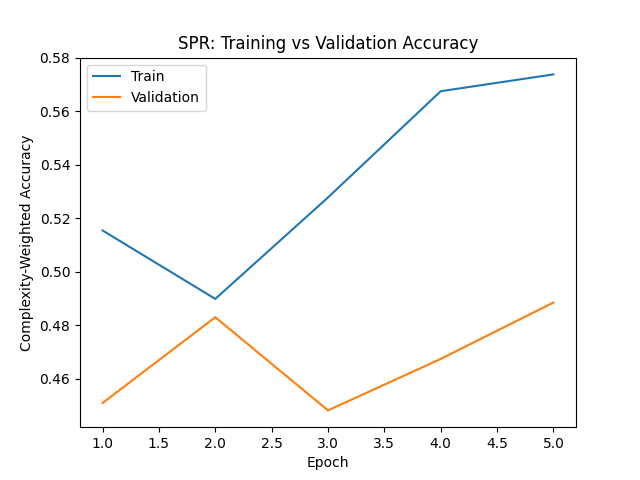 SPR: Training vs Validation Accuracy
Train
Validation
Complexity-Weighted Accuracy
0.58
0.56
0.54
0.52
0.50
0.48
0.46
1.0 1.5 2.0 2.5 3.0 3.5 4.0 4.5 5.0
Epoch